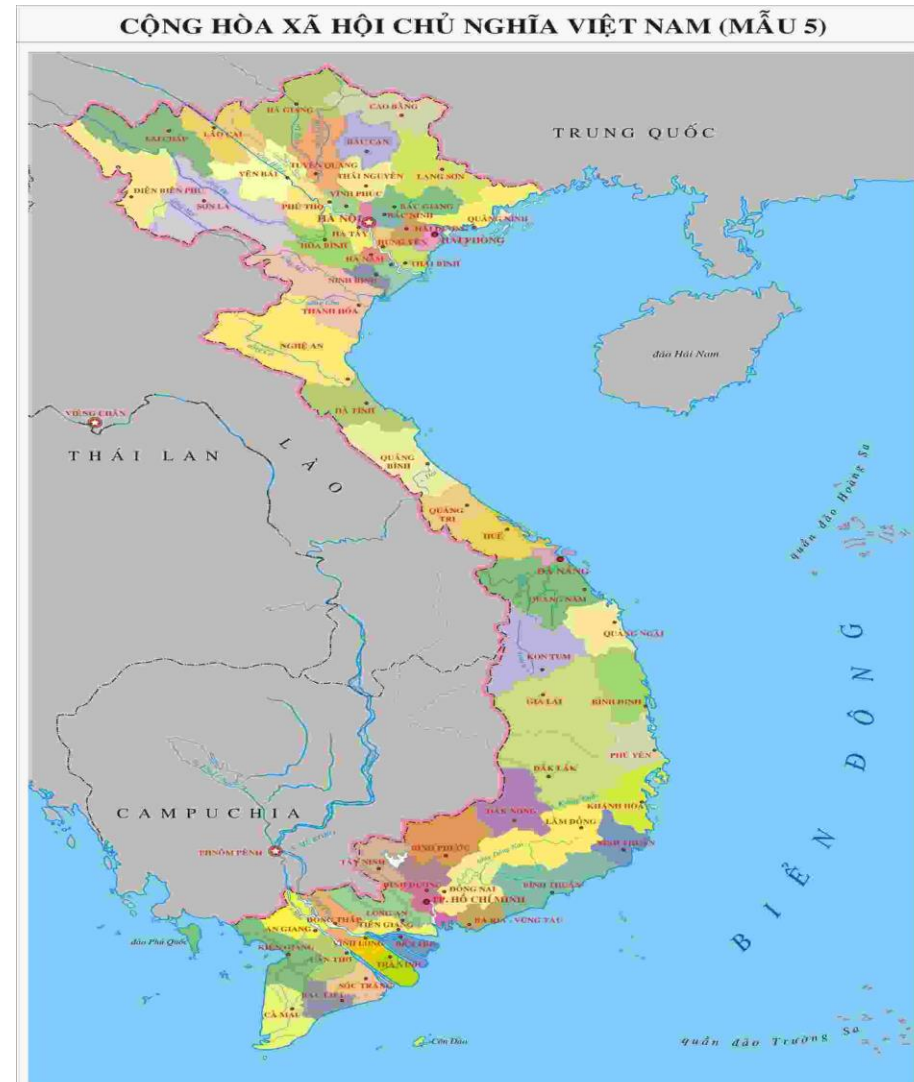 CỘNG HÒA XÃ HỘI CHỦ NGHĨA VIỆT NAM (MẪU 5)
HÀ GIANG
CAO BẰNG
TRUNG QUỐC
LÀO CAI
TUYÊN QUANG
YÊN BÁI
THÁI NGUYÊN
LẠNG SƠN
VĨNH PHÚC
ĐIỆN BIÊN PHỦ
SƠN LA
PHÚ THỌ
BẮC GIANG
BẮC NINH
QUẢNG NINH
HÀ NỘI
HÀ TÂY
HẢI PHÒNG
HƯNG YÊN
HÒA BÌNH
HÀ NAM
THÁI BÌNH
NINH BÌNH
THANH HÓA
NGHỆ AN
đảo Hải Nam
VIÊNG CHĂN
THÁI LAN
LÀO
QUẢNG
BÌNH
quần đảo Hoàng Sa
QUẢNG
TRỊ
HUẾ
ĐÀ NẴNG
QUẢNG NAM
QUẢNG NGÃI
KON TUM
GIA LAI
BÌNH ĐỊNH
PHÚ YÊN
BIỂN ĐÔNG
ĐẮK LẮK
KHÁNH HÒA
CAMPUCHIA
ĐẮK NÔNG
LÂM ĐỒNG
PHNÔM PÊNH
BÌNH PHƯỚC
NINH THUẬN
TÂY NINH
BÌNH DƯƠNG
ĐỒNG NAI
BÌNH THUẬN
TP. HỒ CHÍ MINH
LONG AN
ĐỒNG THÁP
TIỀN GIANG
BÀ RỊA - VŨNG TÀU
AN GIANG
đảo Phú Quốc
KIÊN GIANG
VĨNH LONG
BẾN TRE
CẦN THƠ
TRÀ VINH
SÓC TRĂNG
BẠC LIÊU
CÀ MAU
Côn Đảo
quần đảo Trường Sa